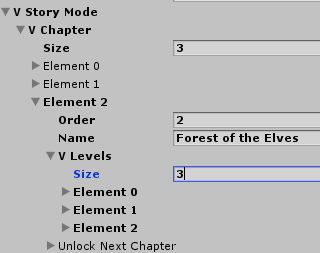 V Story Mode
V Chapter
Size 3
Element 0
Element 1
Element 2
Order 2
Name Forest of the Elves
V Levels
Size 3
Element 0
Element 1
Element 2
Unlock Next Chapter